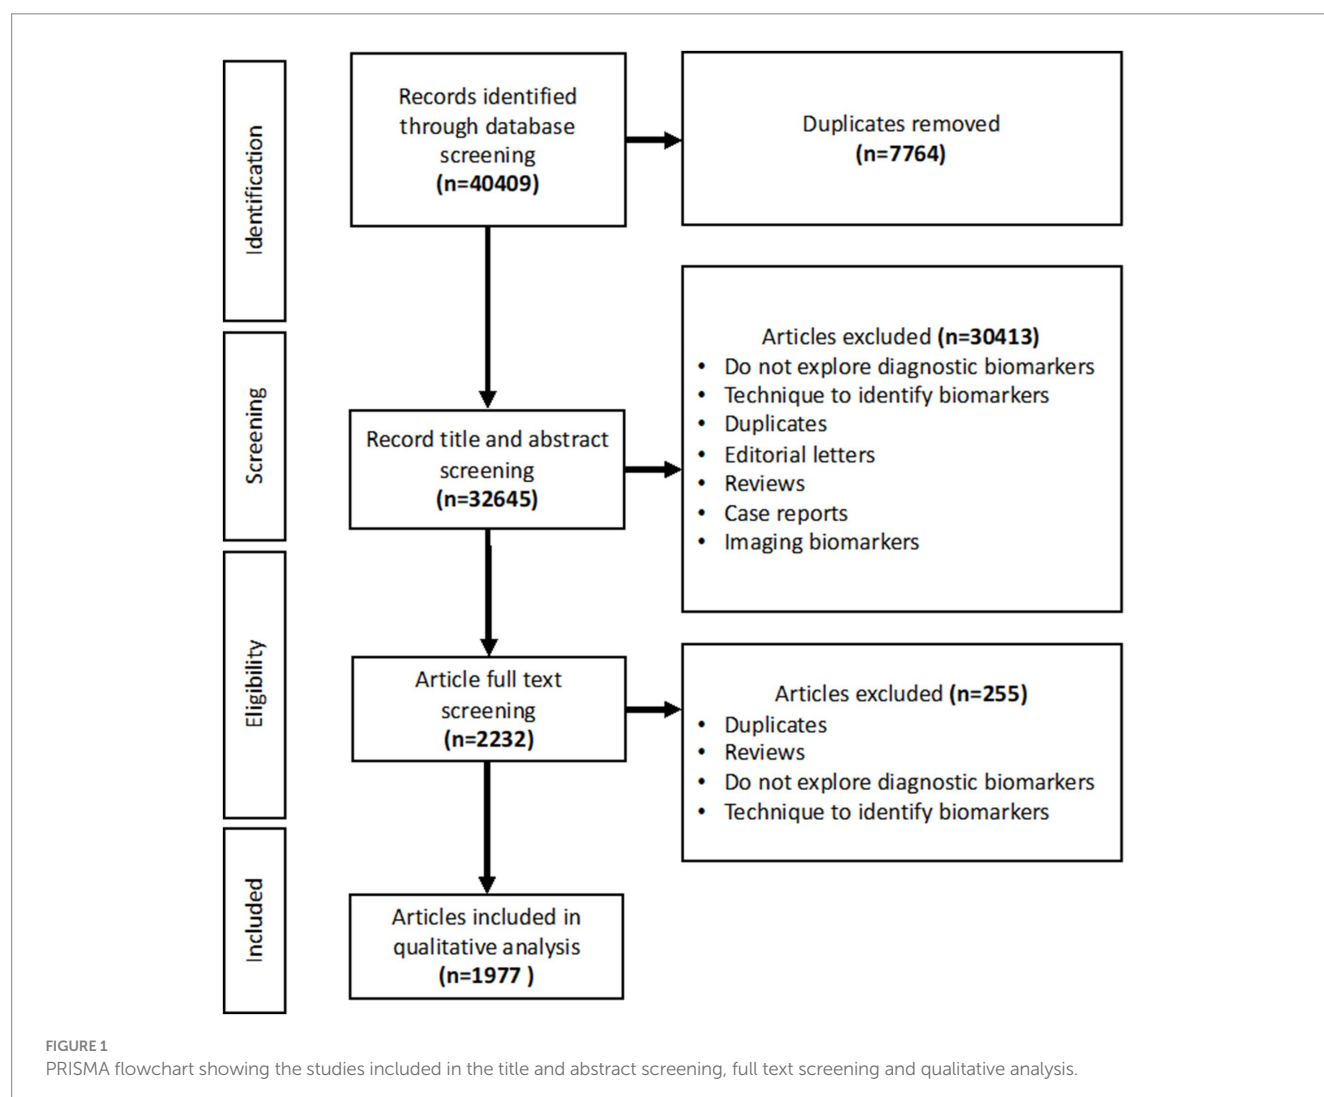 Identification
Records identified
through database
screening
(n=40409)
Duplicates removed
(n=7764)
Screening
Record title and abstract
screening
(n=32645)
Articles excluded (n=30413)
• Do not explore diagnostic biomarkers
• Technique to identify biomarkers
• Duplicates
• Editorial letters
• Reviews
• Case reports
• Imaging biomarkers
Eligibility
Article full text
screening
(n=2232)
Articles excluded (n=255)
• Duplicates
• Reviews
• Do not explore diagnostic biomarkers
• Technique to identify biomarkers
Included
Articles included in
qualitative analysis
(n=1977 )
FIGURE 1
PRISMA flowchart showing the studies included in the title and abstract screening, full text screening and qualitative analysis.